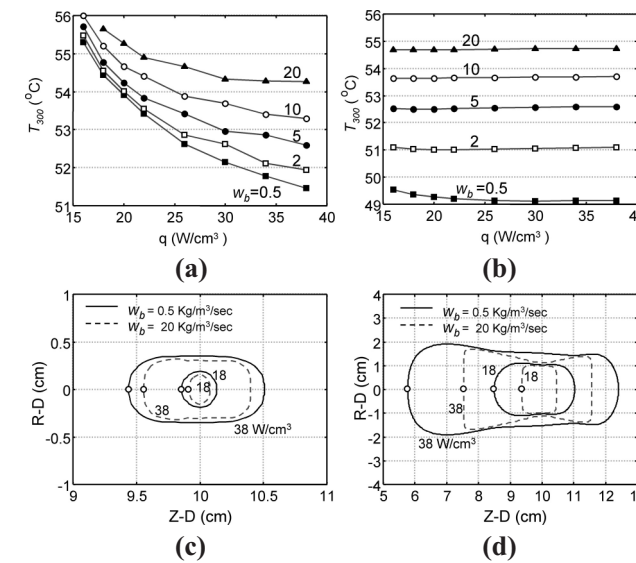 56
55
54
53
52
51
T300 (°C)
20
10
5
2
wb=0.5
15 20 25 30 35 40
q (W/cm³)
(a)
56
55
54
53
52
51
50
49
T300 (°C)
20
10
5
2
wb=0.5
15 20 25 30 35 40
q (W/cm³)
(b)
1
0.5
0
-0.5
-1
R-D (cm)
wb = 0.5 Kg/m³/sec
wb = 20 Kg/m³/sec
18
18
38
38 W/cm³
9 9.5 10 10.5 11
Z-D (cm)
(c)
4
3
2
1
0
-1
-2
-3
-4
R-D (cm)
wb = 0.5 Kg/m³/sec
wb = 20 Kg/m³/sec
18
18
38
38 W/cm³
5 6 7 8 9 10 11 12 13
Z-D (cm)
(d)